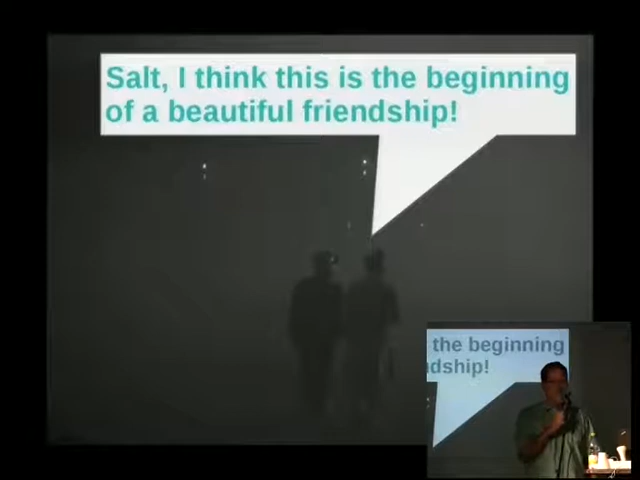 Salt, I think this is the beginning
of a beautiful friendship!
the beginning
dship!